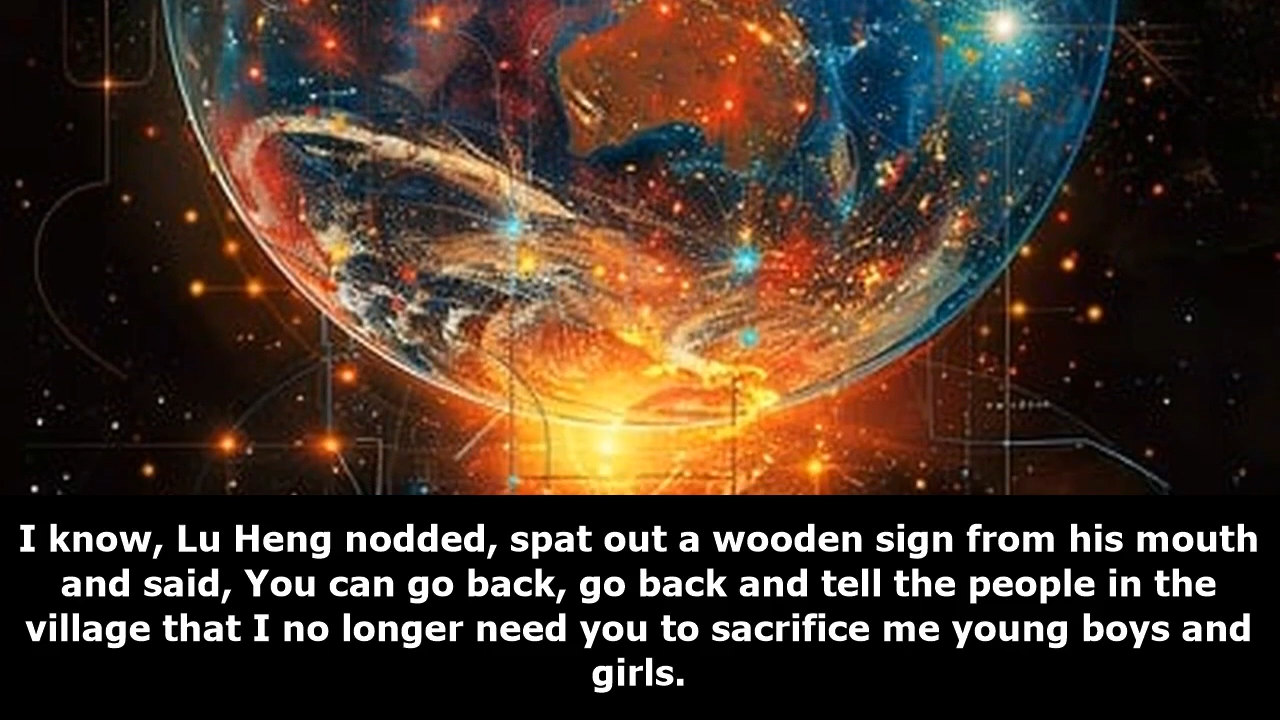 I know, Lu Heng nodded, spat out a wooden sign from his mouth
and said, You can go back, go back and tell the people in the
village that I no longer need you to sacrifice me young boys and
girls.